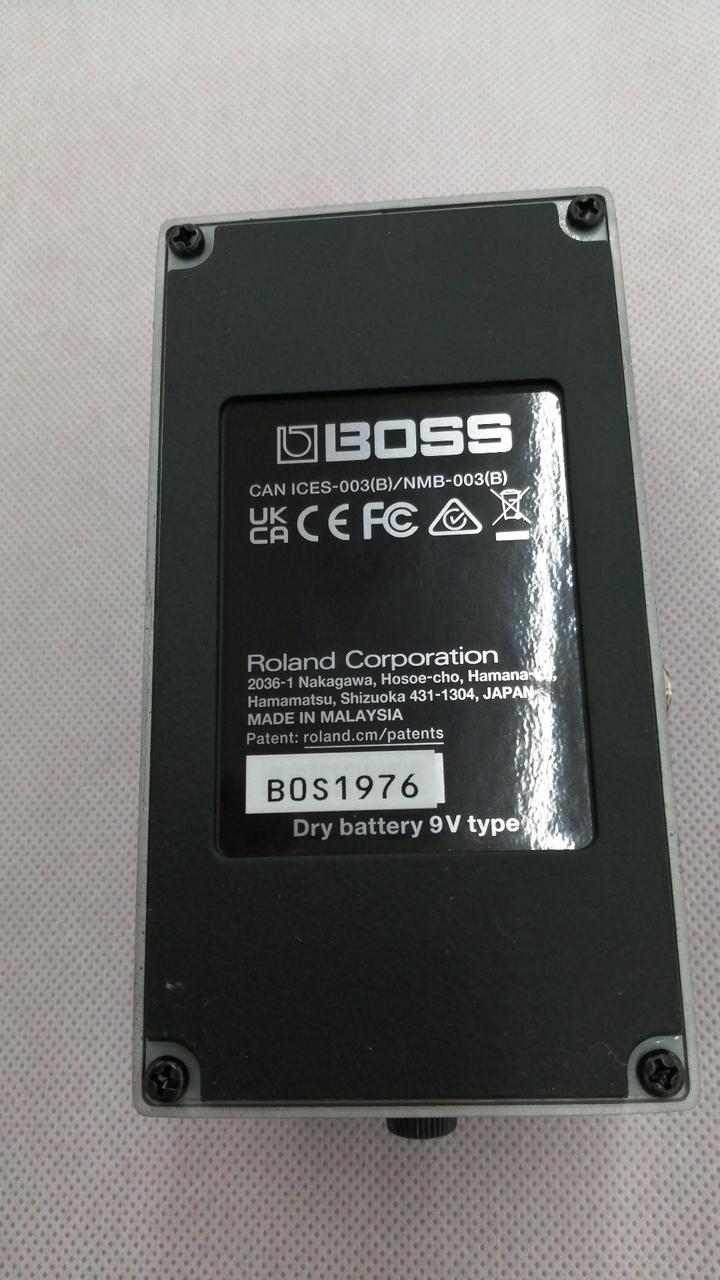 BOSS
CAN ICES-003(B)/NMB-003(B)
UK CA CE FC
Roland Corporation
2036-1 Nakagawa, Hosoe-cho,
Hamamatsu, Shizuoka 431-1304, JAPAN
MADE IN MALAYSIA
Patent: roland.cm/patents
BOS1976
Dry battery 9V type